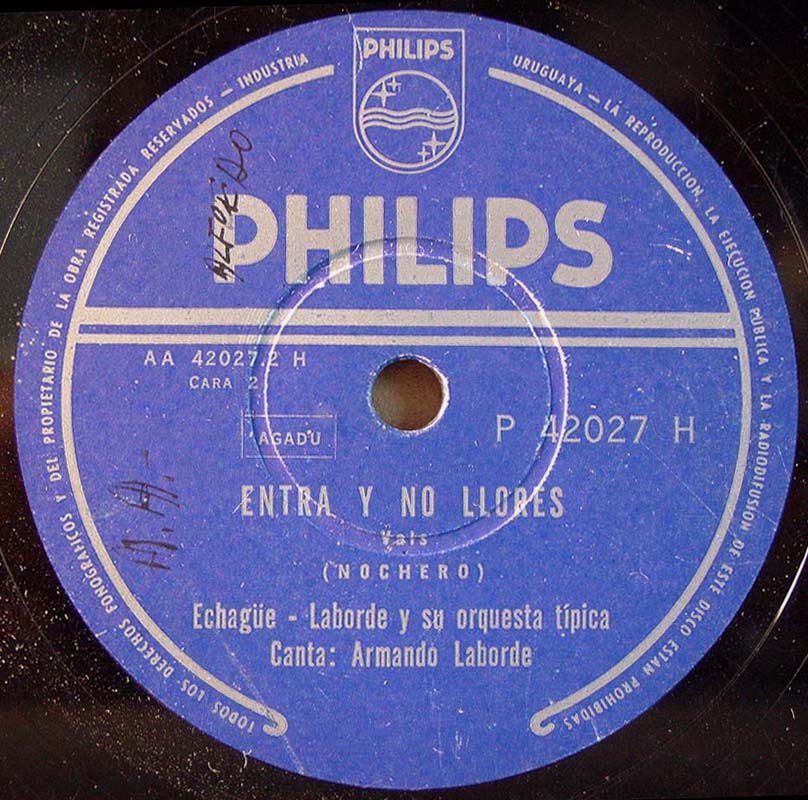 PHILIPS
TODOS LOS DERECHOS FONOGRAFICOS Y DEL PROPIETARIO DE LA OBRA REGISTRADA RESERVADOS – INDUSTRIA URUGUAYA – LA REPRODUCCION, LA EJECUCION PUBLICA Y LA RADIODIFUSION DE ESTE DISCO ESTAN PROHIBIDAS
PHILIPS
AA 42027 2 H
CARA 2
AGADU
P 42027 H
ENTRA Y NO LLORES
Vals
(NOCHERO)
Echagüe - Laborde y su orquesta típica
Canta: Armando Laborde